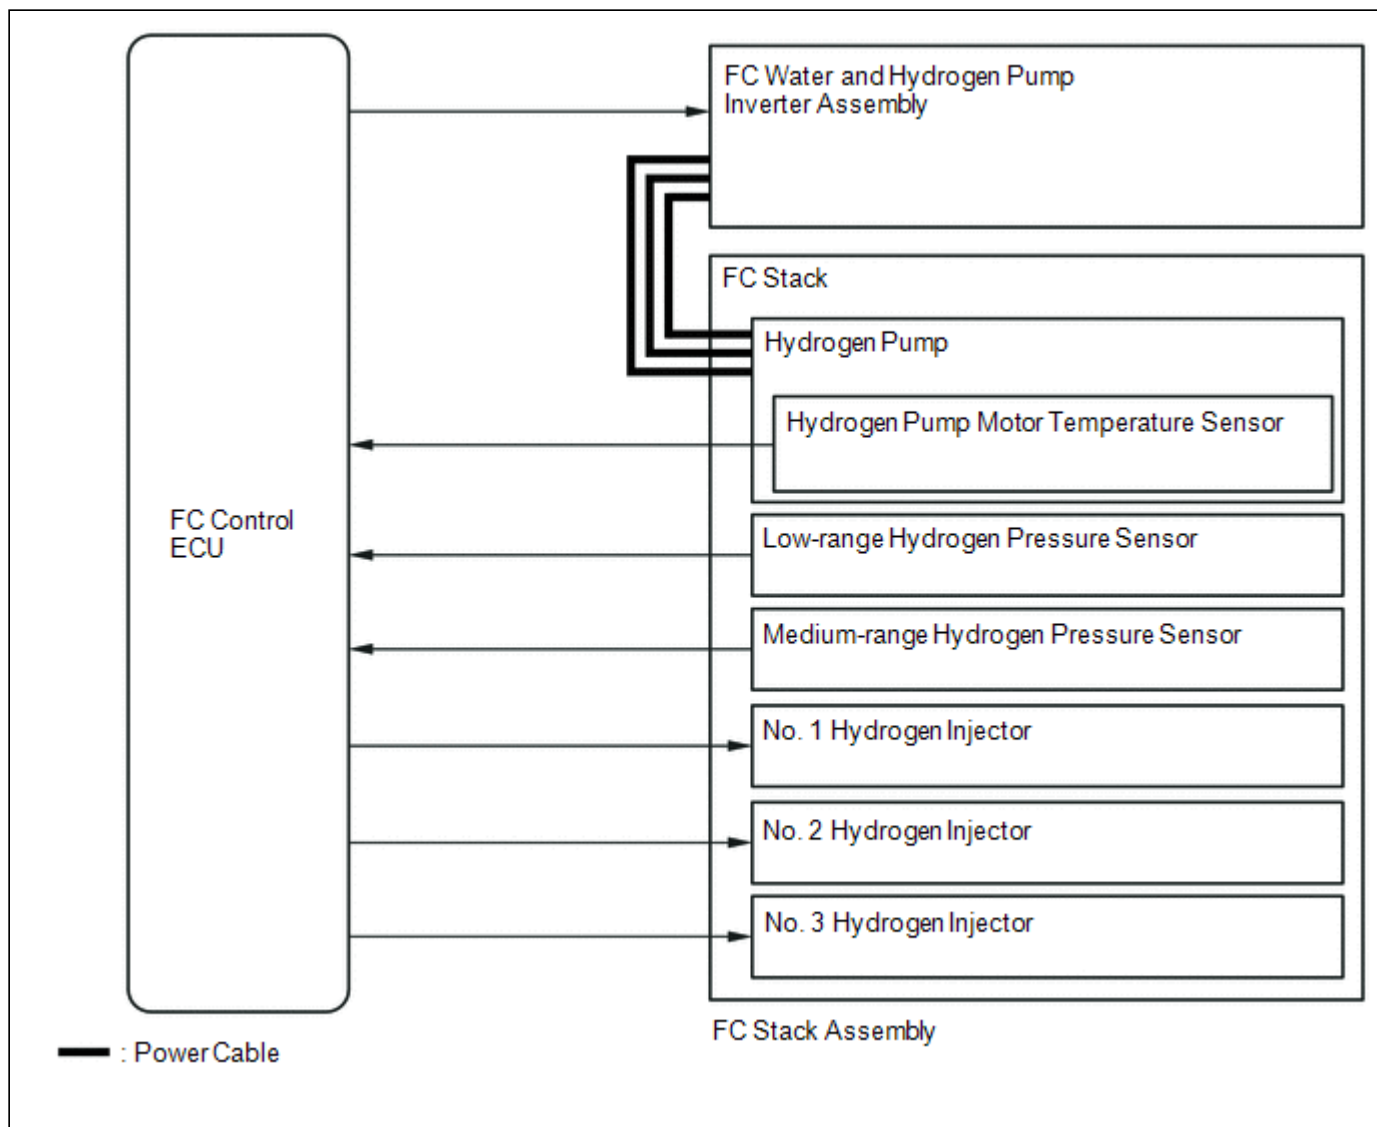 FC Water and Hydrogen Pump
Inverter Assembly
FC Stack
Hydrogen Pump
Hydrogen Pump Motor Temperature Sensor
FC Control
ECU
Low-range Hydrogen Pressure Sensor
Medium-range Hydrogen Pressure Sensor
No. 1 Hydrogen Injector
No. 2 Hydrogen Injector
No. 3 Hydrogen Injector
FC Stack Assembly
: Power Cable